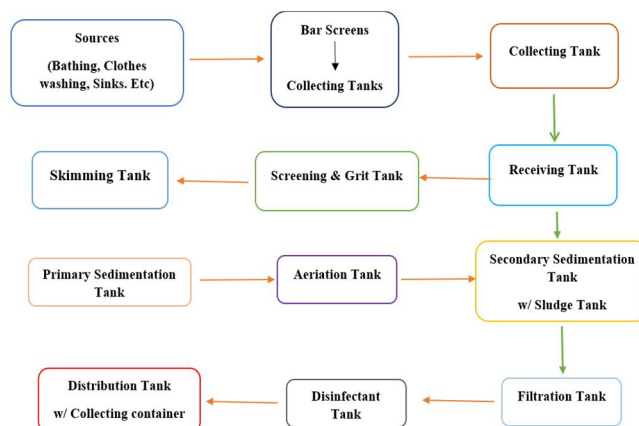 Sources
(Bathing, Clothes
washing, Sinks. Etc)
Bar Screens
Collecting Tanks
Collecting Tank
Skimming Tank
Screening & Grit Tank
Receiving Tank
Primary Sedimentation
Tank
Aeriation Tank
Secondary Sedimentation
Tank
w/ Sludge Tank
Distribution Tank
w/ Collecting container
Disinfectant
Tank
Filtration Tank